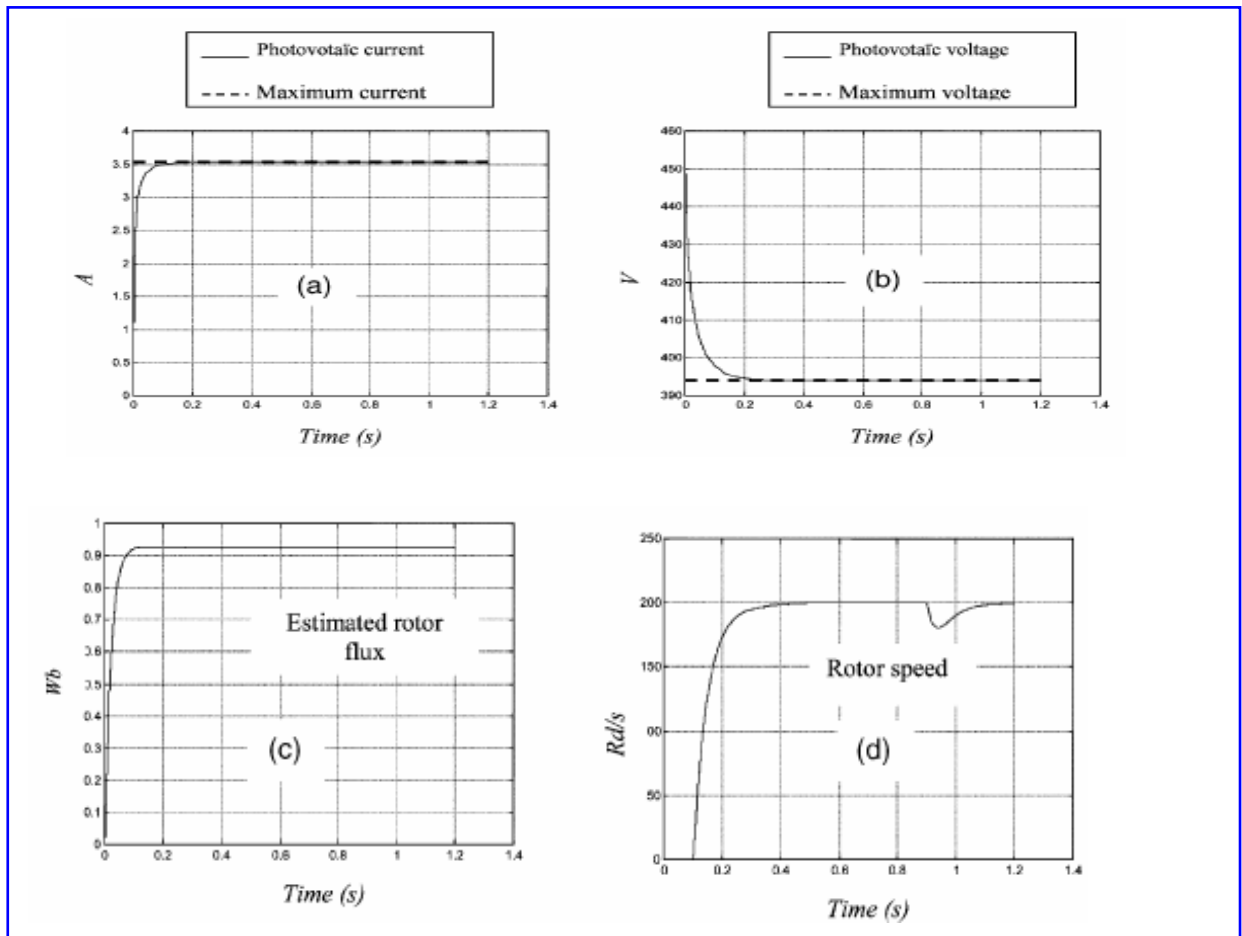 Photovotaïc current
Maximum current
Photovotaïc voltage
Maximum voltage
4
3.5
3
2.5
2
1.5
1
0.5
0
0 0.2 0.4 0.6 0.8 1 1.2 1.4
A
(a)
Time (s)
460
450
440
430
420
410
400
390
0 0.2 0.4 0.6 0.8 1 1.2 1.4
V
(b)
Time (s)
1
0.9
0.8
0.7
0.6
0.5
0.4
0.3
0.2
0.1
0
0 0.2 0.4 0.6 0.8 1 1.2 1.4
Wb
Estimated rotor
flux
(c)
Time (s)
250
200
150
00
50
0
0 0.2 0.4 0.6 0.8 1 1.2 1.4
Rd/s
Rotor speed
(d)
Time (s)